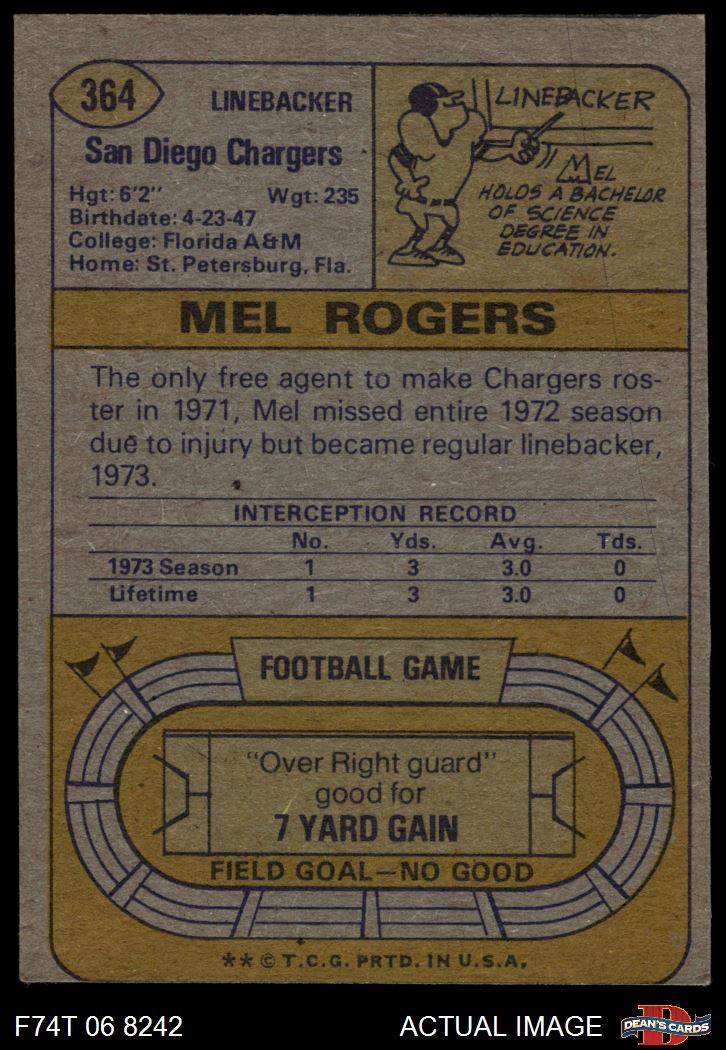 364
LINEBACKER
San Diego Chargers
Hgt: 6'2" Wgt: 235
Birthdate: 4-23-47
College: Florida A&M
Home: St. Petersburg, Fla.
LINEBACKER
MEL
HOLDS A BACHELOR
OF SCIENCE
DEGREE IN
EDUCATION.
MEL ROGERS
The only free agent to make Chargers ros-
ter in 1971, Mel missed entire 1972 season
due to injury but became regular linebacker,
1973.
INTERCEPTION RECORD
No. Yds. Avg. Tds.
1973 Season 1 3 3.0 0
Lifetime 1 3 3.0 0
FOOTBALL GAME
"Over Right guard"
good for
7 YARD GAIN
FIELD GOAL—NO GOOD
** © T.C.G. PRTD. IN U.S.A.
F74T 06 8242
ACTUAL IMAGE
D
DEAN'S CARDS